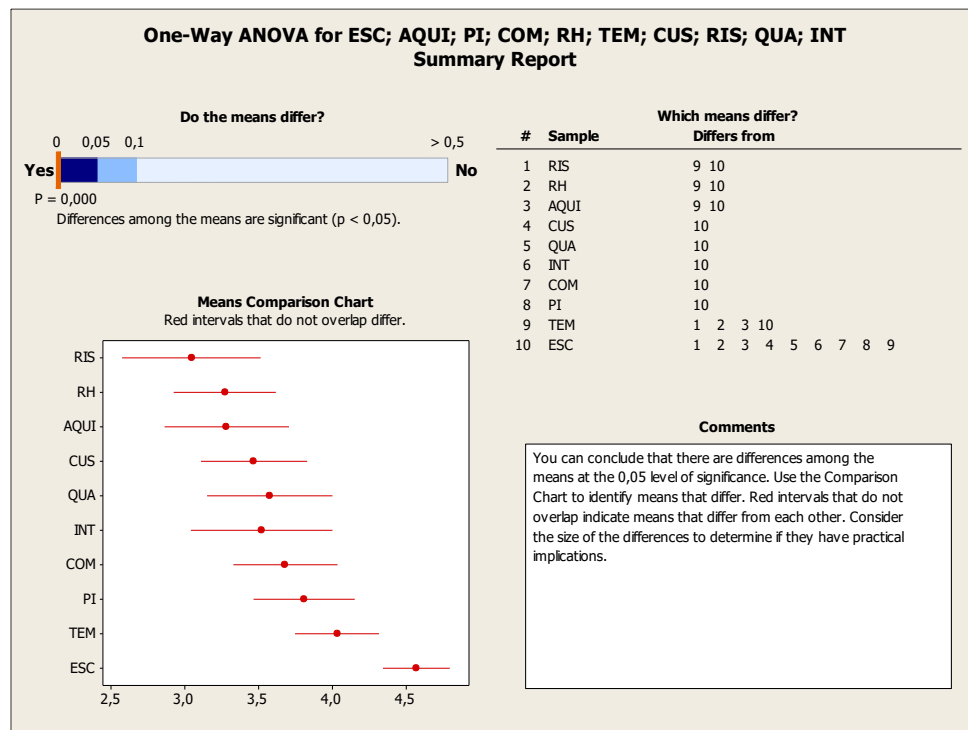 One-Way ANOVA for ESC; AQUI; PI; COM; RH; TEM; CUS; RIS; QUA; INT
Summary Report
Do the means differ?
0 0,05 0,1 > 0,5
Yes No
P = 0,000
Differences among the means are significant (p < 0,05).
Which means differ?
# Sample Differs from
1 RIS 9 10
2 RH 9 10
3 AQUI 9 10
4 CUS 10
5 QUA 10
6 INT 10
7 COM 10
8 PI 10
9 TEM 1 2 3 10
10 ESC 1 2 3 4 5 6 7 8 9
Means Comparison Chart
Red intervals that do not overlap differ.
RIS
RH
AQUI
CUS
QUA
INT
COM
PI
TEM
ESC
2,5 3,0 3,5 4,0 4,5
Comments
You can conclude that there are differences among the
means at the 0,05 level of significance. Use the Comparison
Chart to identify means that differ. Red intervals that do not
overlap indicate means that differ from each other. Consider
the size of the differences to determine if they have practical
implications.